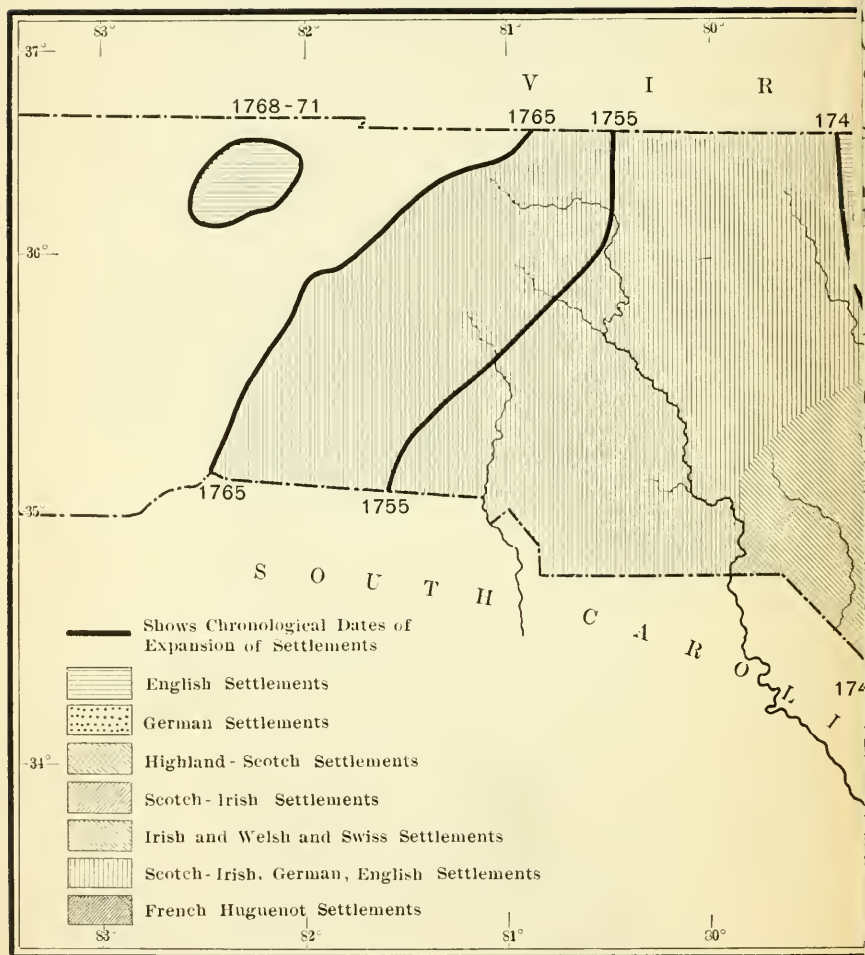 83°
82°
81°
80°
37°
V I R
1768-71
1765
1755
174
36°
1765
1755
35°
S O U T H
C A R O L I
174
Shows Chronological Dates of
Expansion of Settlements
English Settlements
German Settlements
34°
Highland-Scotch Settlements
Scotch-Irish Settlements
Irish and Welsh and Swiss Settlements
Scotch-Irish, German, English Settlements
French Huguenot Settlements
83°
82°
81°
80°